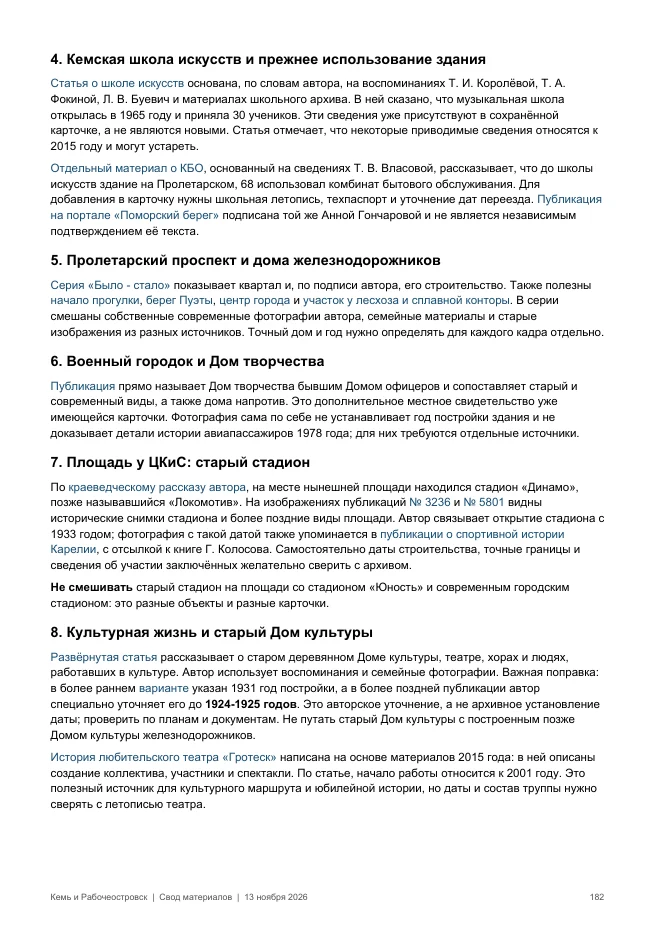 4. Кемская школа искусств и прежнее использование здания
Статья о школе искусств основана, по словам автора, на воспоминаниях Т. И. Королёвой, Т. А.
Фокиной, Л. В. Буевич и материалах школьного архива. В ней сказано, что музыкальная школа
открылась в 1965 году и приняла 30 учеников. Эти сведения уже присутствуют в сохранённой
карточке, а не являются новыми. Статья отмечает, что некоторые приводимые сведения относятся к
2015 году и могут устареть.
Отдельный материал о КБО, основанный на сведениях Т. В. Власовой, рассказывает, что до школы
искусств здание на Пролетарском, 68 использовал комбинат бытового обслуживания. Для
добавления в карточку нужны школьная летопись, техпаспорт и уточнение дат переезда. Публикация
на портале «Поморский берег» подписана той же Анной Гончаровой и не является независимым
подтверждением её текста.
5. Пролетарский проспект и дома железнодорожников
Серия «Было - стало» показывает квартал и, по подписи автора, его строительство. Также полезны
начало прогулки, берег Пуэты, центр города и участок у лесхоза и сплавной конторы. В серии
смешаны собственные современные фотографии автора, семейные материалы и старые
изображения из разных источников. Точный дом и год нужно определять для каждого кадра отдельно.
6. Военный городок и Дом творчества
Публикация прямо называет Дом творчества бывшим Домом офицеров и сопоставляет старый и
современный виды, а также дома напротив. Это дополнительное местное свидетельство уже
имеющейся карточки. Фотография сама по себе не устанавливает год постройки здания и не
доказывает детали истории авиапассажиров 1978 года; для них требуются отдельные источники.
7. Площадь у ЦКиС: старый стадион
По краеведческому рассказу автора, на месте нынешней площади находился стадион «Динамо»,
позже называвшийся «Локомотив». На изображениях публикаций № 3236 и № 5801 видны
исторические снимки стадиона и более поздние виды площади. Автор связывает открытие стадиона с
1933 годом; фотография с такой датой также упоминается в публикации о спортивной истории
Карелии, с отсылкой к книге Г. Колосова. Самостоятельно даты строительства, точные границы и
сведения об участии заключённых желательно сверить с архивом.
Не смешивать старый стадион на площади со стадионом «Юность» и современным городским
стадионом: это разные объекты и разные карточки.
8. Культурная жизнь и старый Дом культуры
Развёрнутая статья рассказывает о старом деревянном Доме культуры, театре, хорах и людях,
работавших в культуре. Автор использует воспоминания и семейные фотографии. Важная поправка:
в более раннем варианте указан 1931 год постройки, а в более поздней публикации автор
специально уточняет его до 1924-1925 годов. Это авторское уточнение, а не архивное установление
даты; проверить по планам и документам. Не путать старый Дом культуры с построенным позже
Домом культуры железнодорожников.
История любительского театра «Гротеск» написана на основе материалов 2015 года: в ней описаны
создание коллектива, участники и спектакли. По статье, начало работы относится к 2001 году. Это
полезный источник для культурного маршрута и юбилейной истории, но даты и состав труппы нужно
сверять с летописью театра.
Кемь и Рабочеостровск | Свод материалов | 13 ноября 2026 182